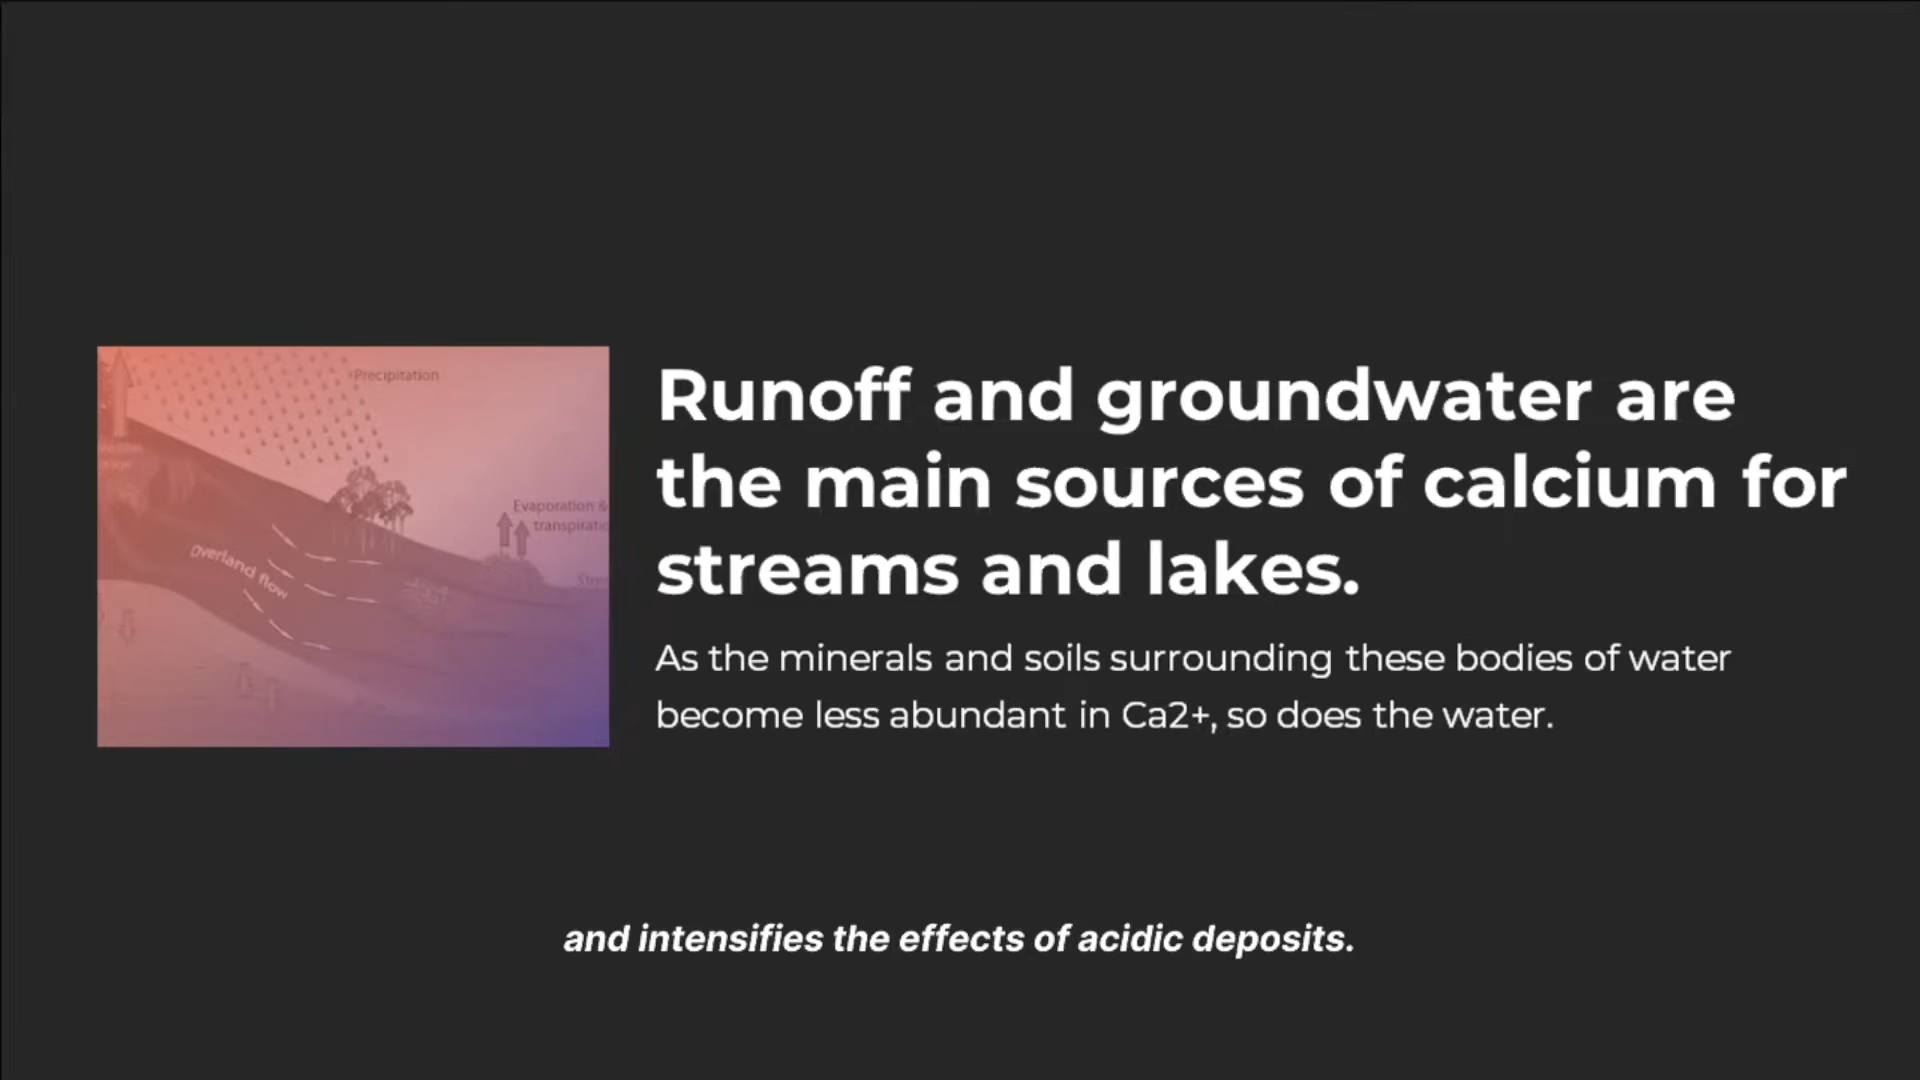 Precipitation
Evaporation &
Overland flow
Runoff and groundwater are
the main sources of calcium for
streams and lakes.
As the minerals and soils surrounding these bodies of water
become less abundant in Ca2+, so does the water.
and intensifies the effects of acidic deposits.